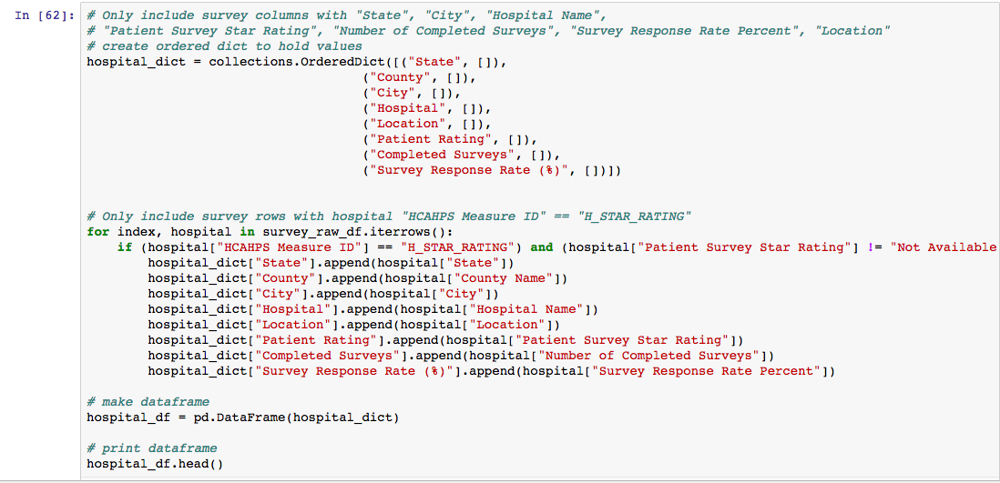 In [62]: # Only include survey columns with "State", "City", "Hospital Name",
# "Patient Survey Star Rating", "Number of Completed Surveys", "Survey Response Rate Percent", "Location"
# create ordered dict to hold values
hospital_dict = collections.OrderedDict([("State", []),
("County", []),
("City", []),
("Hospital", []),
("Location", []),
("Patient Rating", []),
("Completed Surveys", []),
("Survey Response Rate (%)", [])])
# Only include survey rows with hospital "HCAHPS Measure ID" == "H_STAR_RATING"
for index, hospital in survey_raw_df.iterrows():
if (hospital["HCAHPS Measure ID"] == "H_STAR_RATING") and (hospital["Patient Survey Star Rating"] != "Not Available
hospital_dict["State"].append(hospital["State"])
hospital_dict["County"].append(hospital["County Name"])
hospital_dict["City"].append(hospital["City"])
hospital_dict["Hospital"].append(hospital["Hospital Name"])
hospital_dict["Location"].append(hospital["Location"])
hospital_dict["Patient Rating"].append(hospital["Patient Survey Star Rating"])
hospital_dict["Completed Surveys"].append(hospital["Number of Completed Surveys"])
hospital_dict["Survey Response Rate (%)"].append(hospital["Survey Response Rate Percent"])
# make dataframe
hospital_df = pd.DataFrame(hospital_dict)
# print dataframe
hospital_df.head()